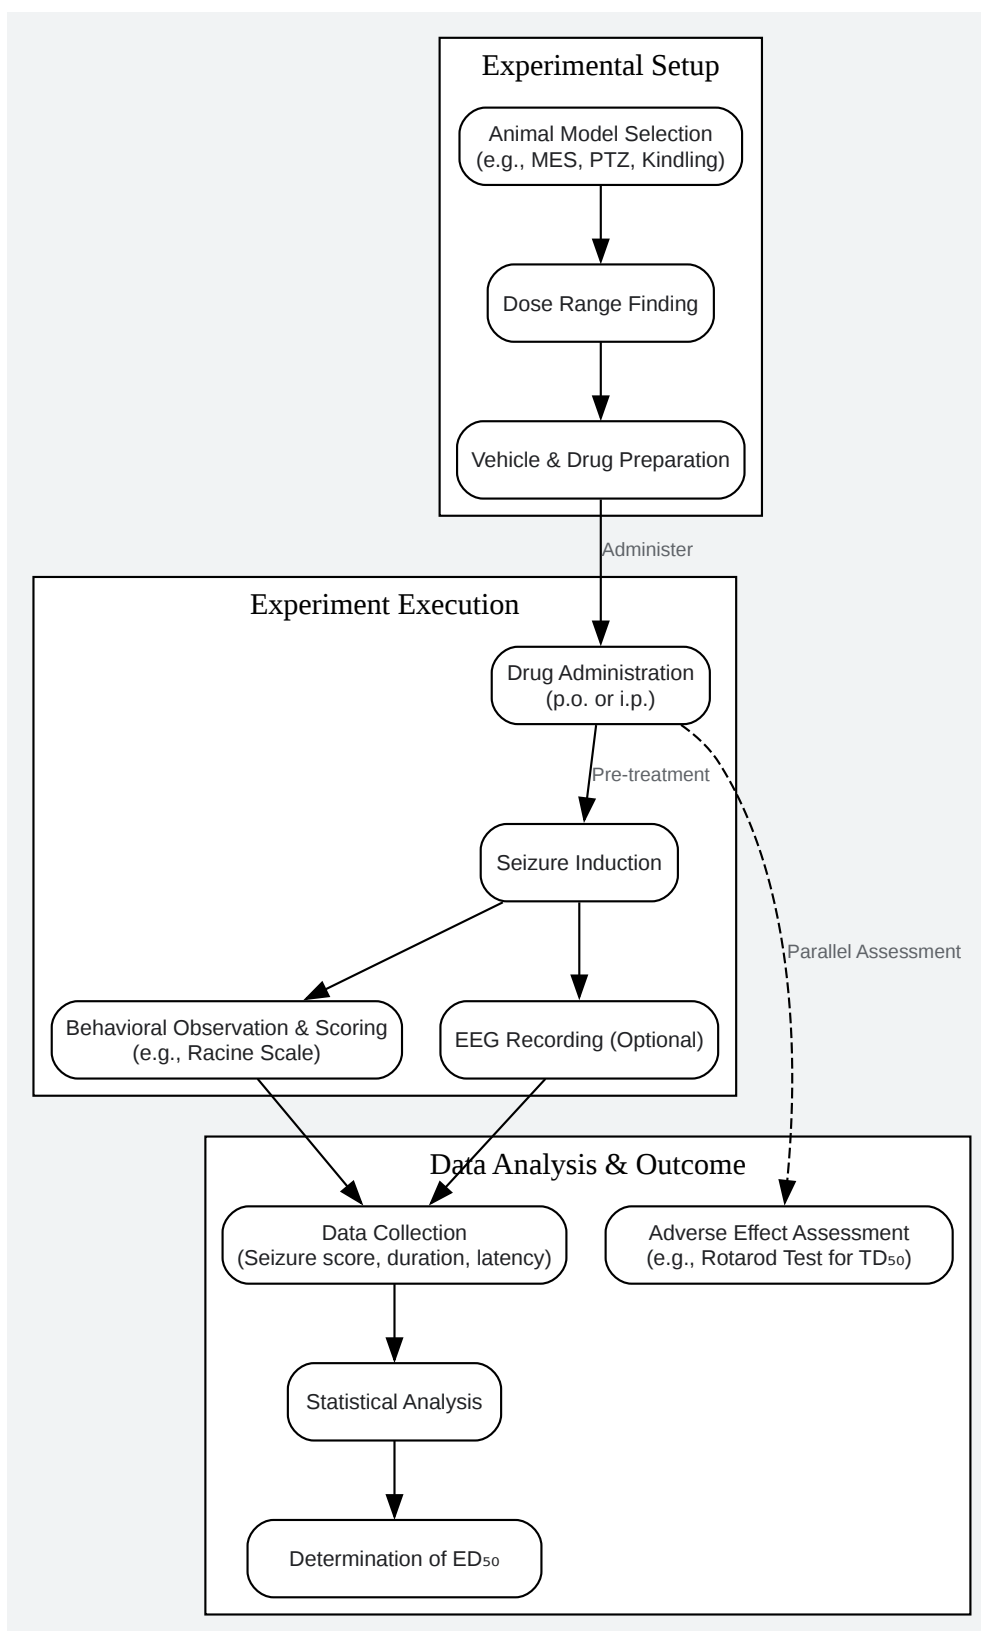 Experimental Setup
Animal Model Selection
(e.g., MES, PTZ, Kindling)
Dose Range Finding
Vehicle & Drug Preparation
Administer
Experiment Execution
Drug Administration
(p.o. or i.p.)
Pre-treatment
Seizure Induction
Parallel Assessment
Behavioral Observation & Scoring
(e.g., Racine Scale)
EEG Recording (Optional)
Data Analysis & Outcome
Data Collection
(Seizure score, duration, latency)
Adverse Effect Assessment
(e.g., Rotarod Test for TD₅₀)
Statistical Analysis
Determination of ED₅₀